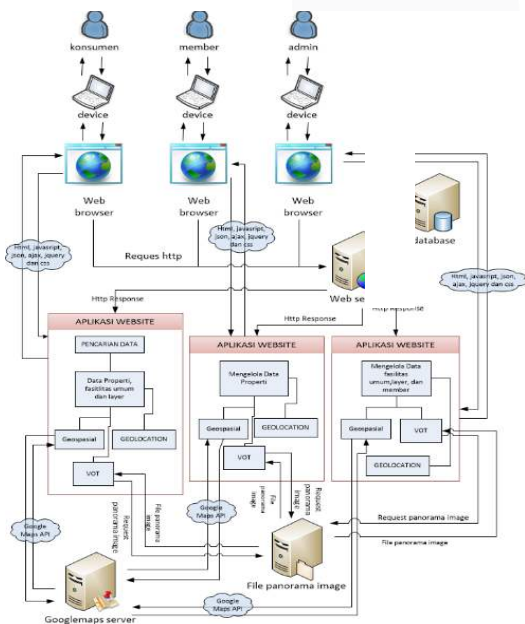 konsumen
member
admin
device
device
device
Web
browser
Web
browser
Web
browser
database
Html, javasript,
json, ajax, jquery
dan css
Html, javasript,
json, ajax, jquery
dan css
Html, javasript, json,
ajax, jquery dan css
Reques http
Web se
Http Response
Http Response
Http Response
APLIKASI WEBSITE
PENCARIAN DATA
Data Properti,
fasilitas umum
dan layer
Geospasial
GEOLOCATION
VOT
APLIKASI WEBSITE
Mengelola Data
Properti
Geospasial
GEOLOCATION
VOT
APLIKASI WEBSITE
Mengelola Data
fasilitas
umum,layer, dan
member
Geospasial
VOT
GEOLOCATION
Google
Maps API
Request
panorama image
File panorama
image
Google
Maps API
File
panorama
image
Request
panorama
image
Request panorama image
File panorama image
File panorama image
Google
Maps API
Googlemaps server